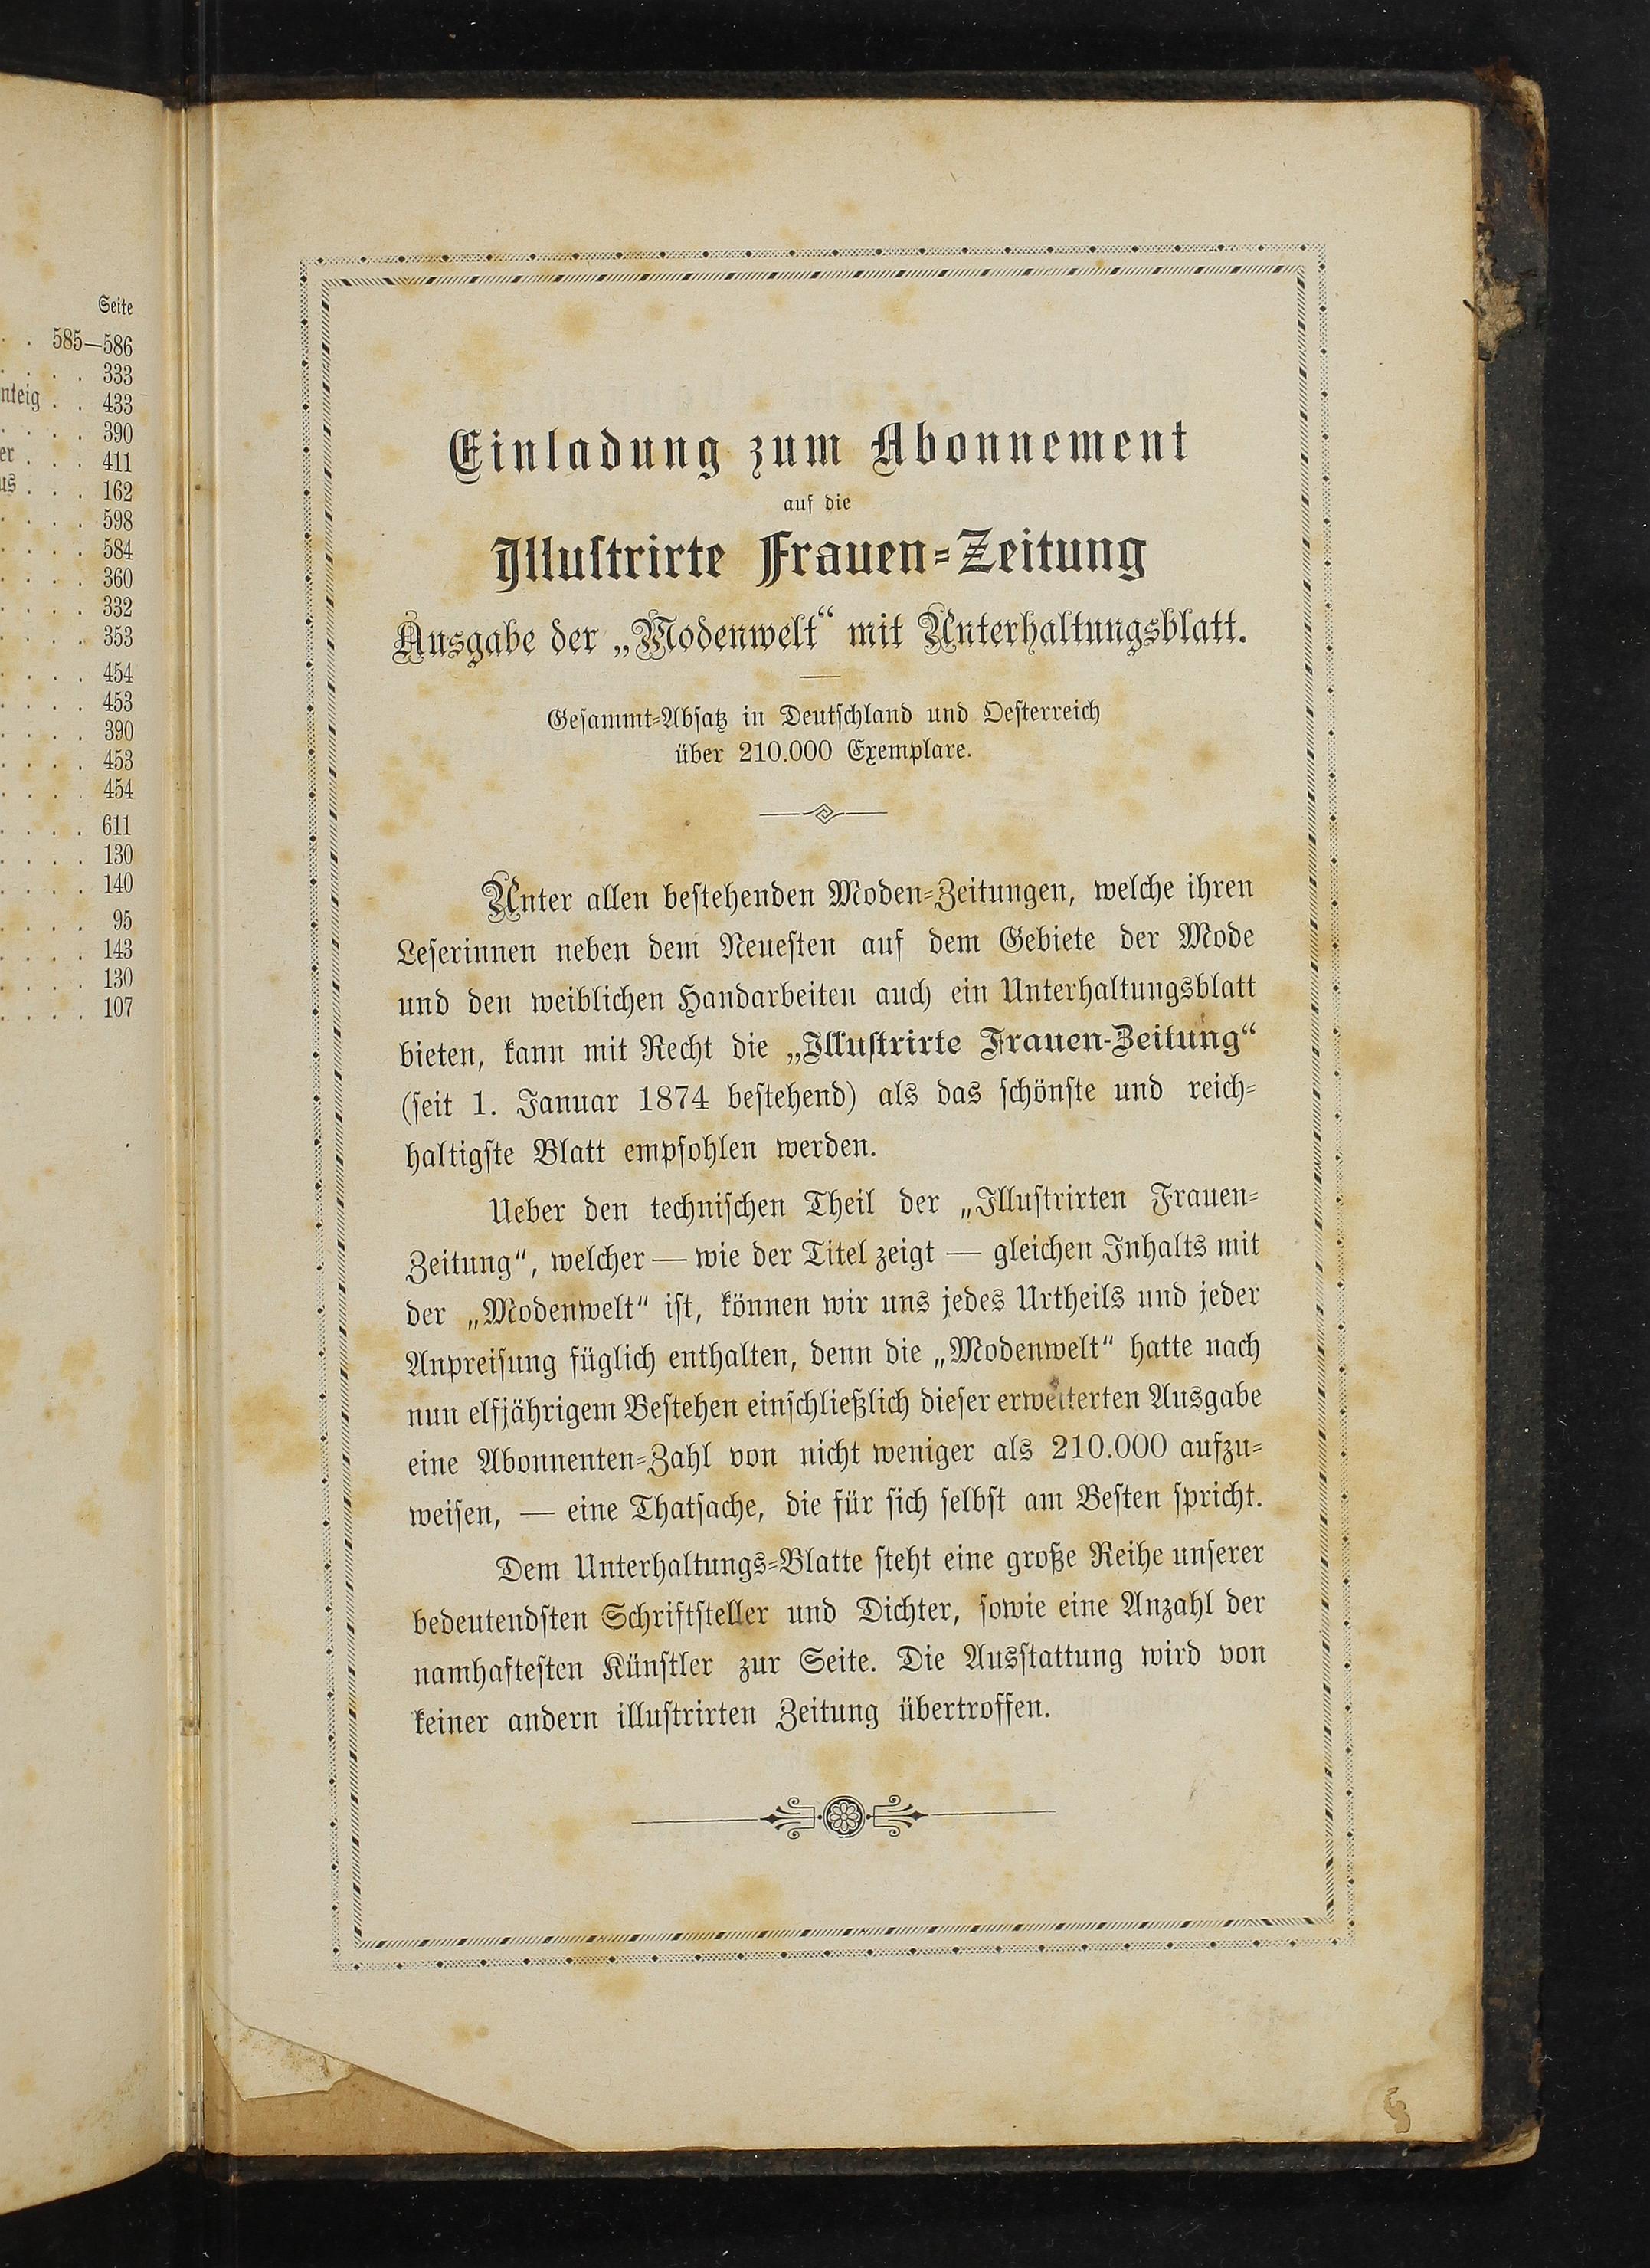 Seite
. . 585—586
. . . . 333
nteig . . 433
. . . . 390
er . . . 411
us . . . 162
. . . . 598
. . . . 584
. . . . 360
. . . . 332
. . . . 353
. . . . 454
. . . . 453
. . . . 390
. . . . 453
. . . . 454
. . . . 611
. . . . 130
. . . . 140
. . . . 95
. . . . 143
. . . . 130
. . . . 107
Einladung zum Abonnement
auf die
Illustrirte Frauen-Zeitung
Ausgabe der „Modenwelt“ mit Unterhaltungsblatt.
Gesammt-Absatz in Deutschland und Oesterreich
über 210.000 Exemplare.
Unter allen bestehenden Moden-Zeitungen, welche ihren
Leserinnen neben dem Neuesten auf dem Gebiete der Mode
und den weiblichen Handarbeiten auch ein Unterhaltungsblatt
bieten, kann mit Recht die „Illustrirte Frauen-Zeitung“
(seit 1. Januar 1874 bestehend) als das schönste und reich-
haltigste Blatt empfohlen werden.
Ueber den technischen Theil der „Illustrirten Frauen-
Zeitung“, welcher — wie der Titel zeigt — gleichen Inhalts mit
der „Modenwelt“ ist, können wir uns jedes Urtheils und jeder
Anpreisung füglich enthalten, denn die „Modenwelt“ hatte nach
nun elfjährigem Bestehen einschließlich dieser erweiterten Ausgabe
eine Abonnenten-Zahl von nicht weniger als 210.000 aufzu-
weisen, — eine Thatsache, die für sich selbst am Besten spricht.
Dem Unterhaltungs-Blatte steht eine große Reihe unserer
bedeutendsten Schriftsteller und Dichter, sowie eine Anzahl der
namhaftesten Künstler zur Seite. Die Ausstattung wird von
keiner andern illustrirten Zeitung übertroffen.